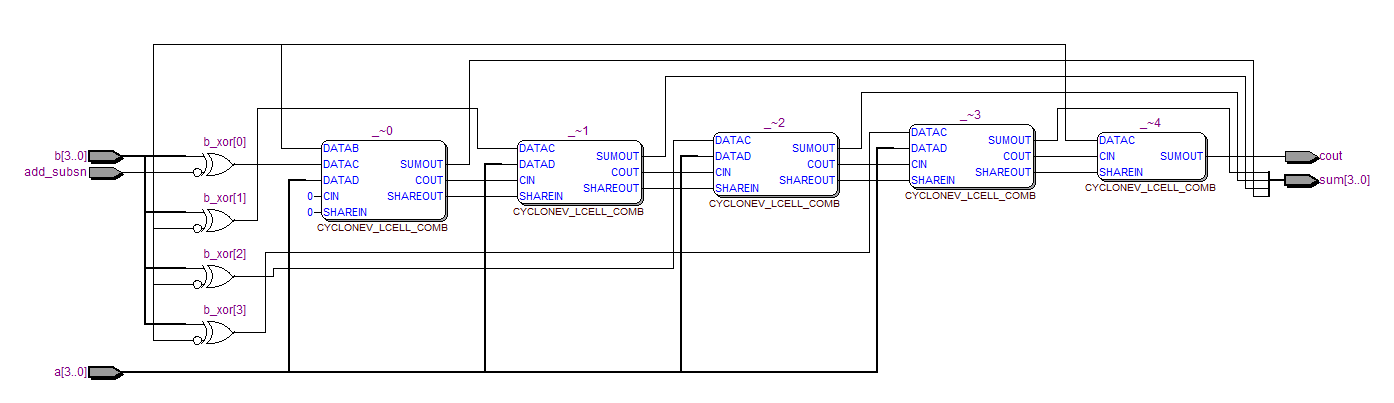 b[3..0]
add_subsn
a[3..0]
b_xor[0]
b_xor[1]
b_xor[2]
b_xor[3]
_~0
DATAB
DATAC
DATAD
0 CIN
0 SHAREIN
SUMOUT
COUT
SHAREOUT
CYCLONEV_LCELL_COMB
_~1
DATAC
DATAD
CIN
SHAREIN
SUMOUT
COUT
SHAREOUT
CYCLONEV_LCELL_COMB
_~2
DATAC
DATAD
CIN
SHAREIN
SUMOUT
COUT
SHAREOUT
CYCLONEV_LCELL_COMB
_~3
DATAC
DATAD
CIN
SHAREIN
SUMOUT
COUT
SHAREOUT
CYCLONEV_LCELL_COMB
_~4
DATAC
CIN
SHAREIN
SUMOUT
CYCLONEV_LCELL_COMB
cout
sum[3..0]